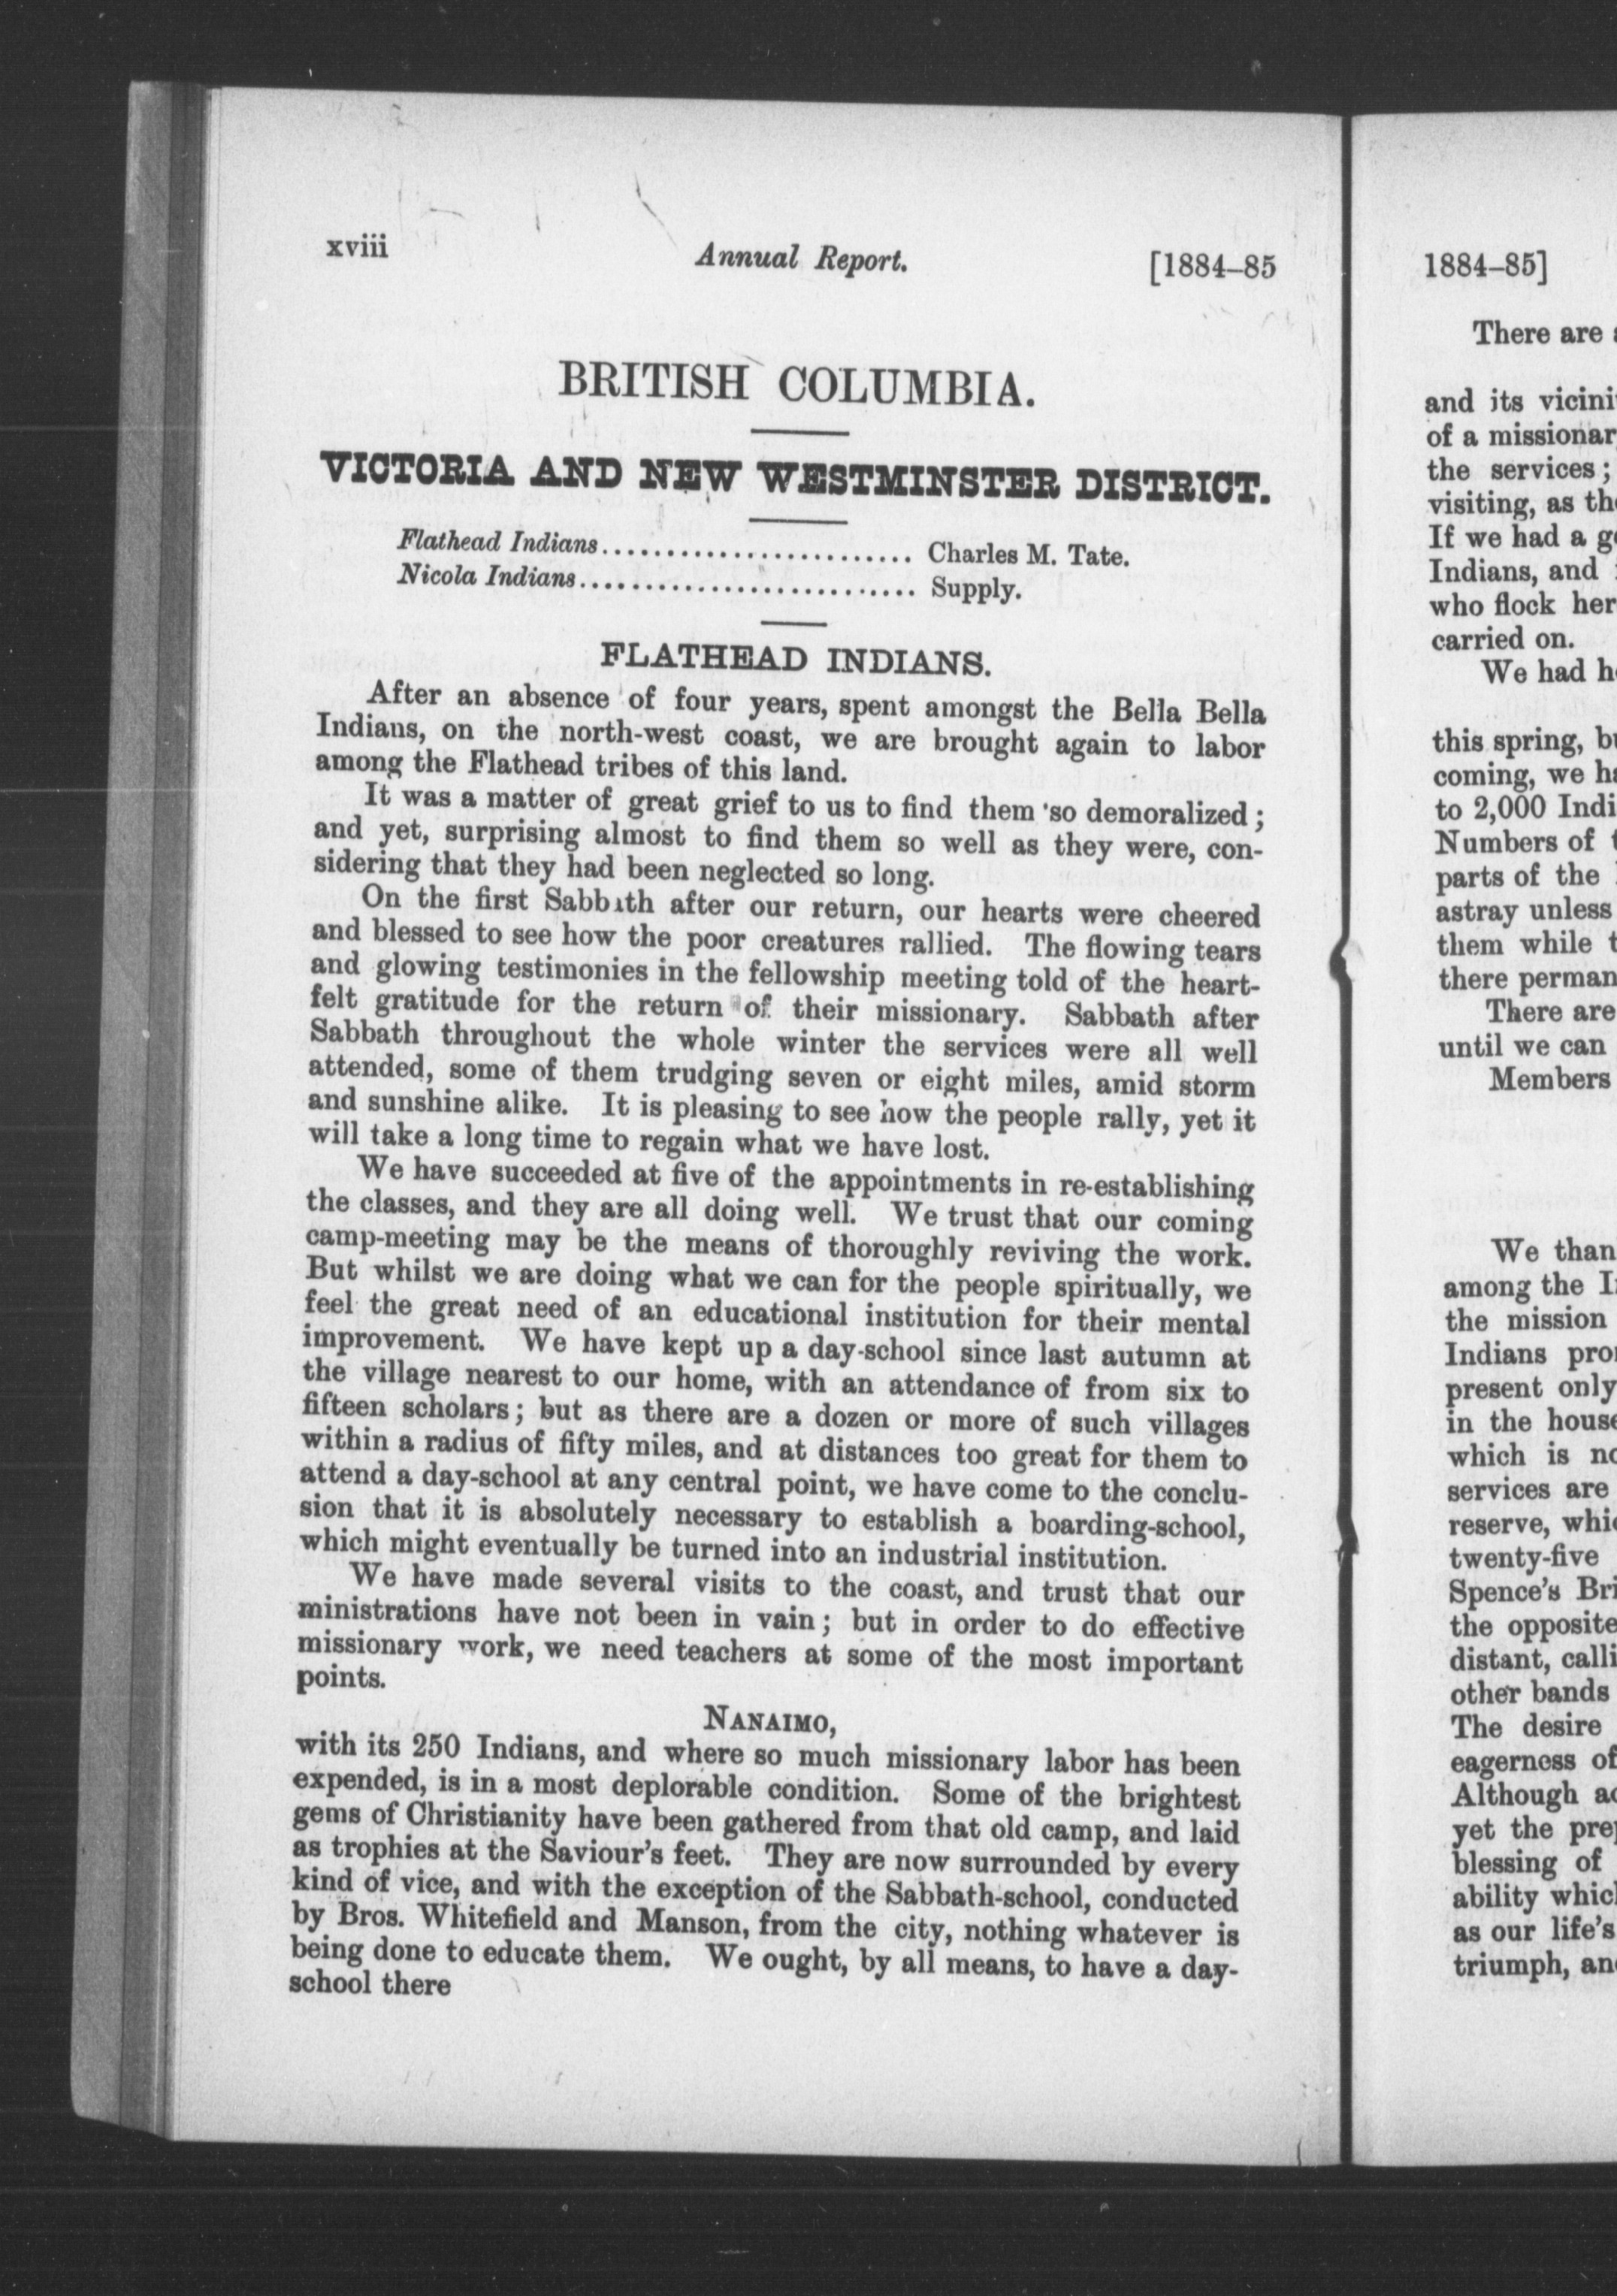 xviii
Annual Report.
[1884–85
BRITISH COLUMBIA.
VICTORIA AND NEW WESTMINSTER DISTRICT.
Flathead Indians........................ Charles M. Tate.
Nicola Indians.......................... Supply.
FLATHEAD INDIANS.
After an absence of four years, spent amongst the Bella Bella
Indians, on the north-west coast, we are brought again to labor
among the Flathead tribes of this land.
It was a matter of great grief to us to find them so demoralized;
and yet, surprising almost to find them so well as they were, con-
sidering that they had been neglected so long.
On the first Sabbath after our return, our hearts were cheered
and blessed to see how the poor creatures rallied. The flowing tears
and glowing testimonies in the fellowship meeting told of the heart-
felt gratitude for the return of their missionary. Sabbath after
Sabbath throughout the whole winter the services were all well
attended, some of them trudging seven or eight miles, amid storm
and sunshine alike. It is pleasing to see how the people rally, yet it
will take a long time to regain what we have lost.
We have succeeded at five of the appointments in re-establishing
the classes, and they are all doing well. We trust that our coming
camp-meeting may be the means of thoroughly reviving the work.
But whilst we are doing what we can for the people spiritually, we
feel the great need of an educational institution for their mental
improvement. We have kept up a day-school since last autumn at
the village nearest to our home, with an attendance of from six to
fifteen scholars; but as there are a dozen or more of such villages
within a radius of fifty miles, and at distances too great for them to
attend a day-school at any central point, we have come to the conclu-
sion that it is absolutely necessary to establish a boarding-school,
which might eventually be turned into an industrial institution.
We have made several visits to the coast, and trust that our
ministrations have not been in vain; but in order to do effective
missionary work, we need teachers at some of the most important
points.
NANAIMO,
with its 250 Indians, and where so much missionary labor has been
expended, is in a most deplorable condition. Some of the brightest
gems of Christianity have been gathered from that old camp, and laid
as trophies at the Saviour's feet. They are now surrounded by every
kind of vice, and with the exception of the Sabbath-school, conducted
by Bros. Whitefield and Manson, from the city, nothing whatever is
being done to educate them. We ought, by all means, to have a day-
school there
1884–85]
There are
and its
of a
the services;
visiting, as
If we had a
Indians, and
who flock
carried on.
We had
this spring,
coming, we
to 2,000
Numbers of
parts of the
astray unless
them while
there
There are
until we can
Members
We
among the
the mission
Indians
present only
in the
which is
services are
reserve,
twenty-five
Spence's
the opposite
distant,
other bands
The desire
eagerness of
Although
yet the
blessing of
ability
as our life's
triumph,